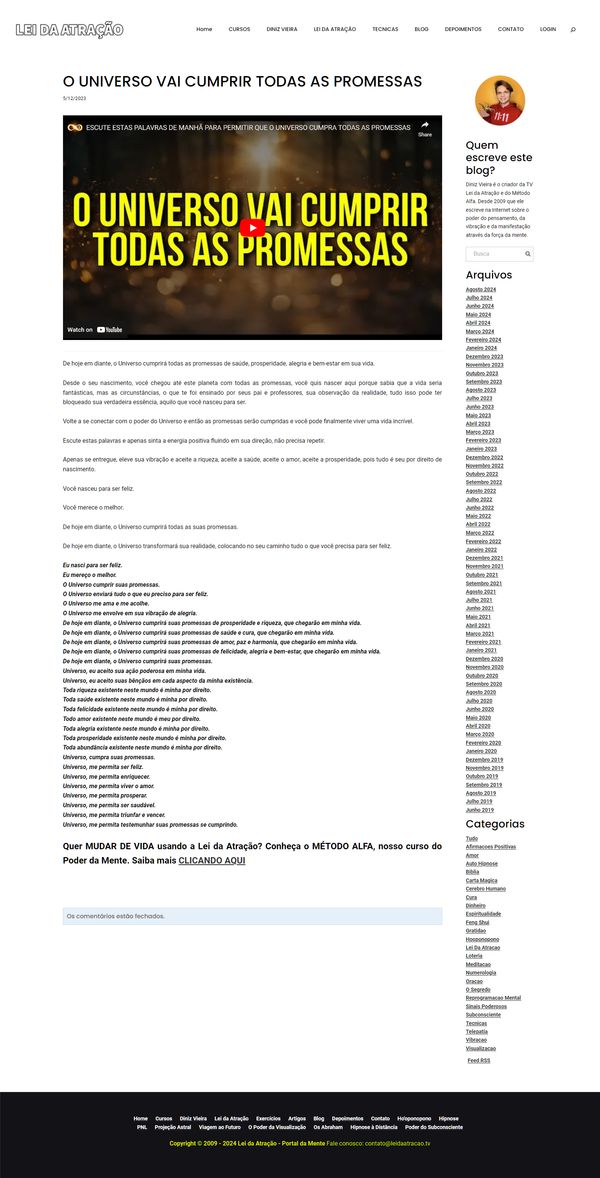 LEI DA ATRAÇÃO
Home CURSOS DINIZ VIEIRA LEI DA ATRAÇÃO TECNICAS BLOG DEPOIMENTOS CONTATO LOGIN
O UNIVERSO VAI CUMPRIR TODAS AS PROMESSAS
5/12/2023
ESCUTE ESTAS PALAVRAS DE MANHÃ PARA PERMITIR QUE O UNIVERSO CUMPRA TODAS AS PROMESSAS
Share
O UNIVERSO VAI CUMPRIR
TODAS AS PROMESSAS
Watch on YouTube
De hoje em diante, o Universo cumprirá todas as promessas de saúde, prosperidade, alegria e bem-estar em sua vida.
Desde o seu nascimento, você chegou até este planeta com todas as promessas, você quis nascer aqui porque sabia que a vida seria
fantásticas, mas as circunstâncias, o que te foi ensinado por seus pai e professores, sua observação da realidade, tudo isso pode ter
bloqueado sua verdadeira essência, aquilo que você nasceu para ser.
Volte a se conectar com o poder do Universo e então as promessas serão cumpridas e você pode finalmente viver uma vida incrível.
Escute estas palavras e apenas sinta a energia positiva fluindo em sua direção, não precisa repetir.
Apenas se entregue, eleve sua vibração e aceite a riqueza, aceite a saúde, aceite o amor, aceite a prosperidade, pois tudo é seu por direito de
nascimento.
Você nasceu para ser feliz.
Você merece o melhor.
De hoje em diante, o Universo cumprirá todas as suas promessas.
De hoje em diante, o Universo transformará sua realidade, colocando no seu caminho tudo o que você precisa para ser feliz.
Eu nasci para ser feliz.
Eu mereço o melhor.
O Universo cumprir suas promessas.
O Universo enviará tudo o que eu preciso para ser feliz.
O Universo me ama e me acolhe.
O Universo me envolve em sua vibração de alegria.
De hoje em diante, o Universo cumprirá suas promessas de prosperidade e riqueza, que chegarão em minha vida.
De hoje em diante, o Universo cumprirá suas promessas de saúde e cura, que chegarão em minha vida.
De hoje em diante, o Universo cumprirá suas promessas de amor, paz e harmonia, que chegarão em minha vida.
De hoje em diante, o Universo cumprirá suas promessas de felicidade, alegria e bem-estar, que chegarão em minha vida.
De hoje em diante, o Universo cumprirá suas promessas.
Universo, eu aceito sua ação poderosa em minha vida.
Universo, eu aceito suas bênçãos em cada aspecto da minha existência.
Toda riqueza existente neste mundo é minha por direito.
Toda saúde existente neste mundo é minha por direito.
Toda felicidade existente neste mundo é minha por direito.
Todo amor existente neste mundo é meu por direito.
Toda alegria existente neste mundo é minha por direito.
Toda prosperidade existente neste mundo é minha por direito.
Toda abundância existente neste mundo é minha por direito.
Universo, cumpra suas promessas.
Universo, me permita ser feliz.
Universo, me permita enriquecer.
Universo, me permita viver o amor.
Universo, me permita prosperar.
Universo, me permita ser saudável.
Universo, me permita triunfar e vencer.
Universo, me permita testemunhar suas promessas se cumprindo.
Quer MUDAR DE VIDA usando a Lei da Atração? Conheça o MÉTODO ALFA, nosso curso do
Poder da Mente. Saiba mais CLICANDO AQUI
Os comentários estão fechados.
11:11
Quem
escreve este
blog?
Diniz Vieira é o criador da TV
Lei da Atração e do Método
Alfa. Desde 2009 que ele
escreve na Internet sobre o
poder do pensamento, da
vibração e da manifestação
através da força da mente.
Busca
Arquivos
Agosto 2024
Julho 2024
Junho 2024
Maio 2024
Abril 2024
Março 2024
Fevereiro 2024
Janeiro 2024
Dezembro 2023
Novembro 2023
Outubro 2023
Setembro 2023
Agosto 2023
Julho 2023
Junho 2023
Maio 2023
Abril 2023
Março 2023
Fevereiro 2023
Janeiro 2023
Dezembro 2022
Novembro 2022
Outubro 2022
Setembro 2022
Agosto 2022
Julho 2022
Junho 2022
Maio 2022
Abril 2022
Março 2022
Fevereiro 2022
Janeiro 2022
Dezembro 2021
Novembro 2021
Outubro 2021
Setembro 2021
Agosto 2021
Julho 2021
Junho 2021
Maio 2021
Abril 2021
Março 2021
Fevereiro 2021
Janeiro 2021
Dezembro 2020
Novembro 2020
Outubro 2020
Setembro 2020
Agosto 2020
Julho 2020
Junho 2020
Maio 2020
Abril 2020
Março 2020
Fevereiro 2020
Janeiro 2020
Dezembro 2019
Novembro 2019
Outubro 2019
Setembro 2019
Agosto 2019
Julho 2019
Junho 2019
Categorias
Tudo
Afirmacoes Positivas
Amor
Auto Hipnose
Biblia
Carta Magica
Cerebro Humano
Cura
Dinheiro
Espiritualidade
Feng Shui
Gratidao
Hooponopono
Lei Da Atracao
Loteria
Meditacao
Numerologia
Oracao
O Segredo
Reprogramacao Mental
Sinais Poderosos
Subconsciente
Tecnicas
Telepatia
Vibracao
Visualizacao
Feed RSS
Home Cursos Diniz Vieira Lei da Atração Exercícios Artigos Blog Depoimentos Contato Ho'oponopono Hipnose
PNL Projeção Astral Viagem ao Futuro O Poder da Visualização Os Abraham Hipnose à Distância Poder do Subconsciente
Copyright © 2009 - 2024 Lei da Atração - Portal da Mente Fale conosco: contato@leidaatracao.tv